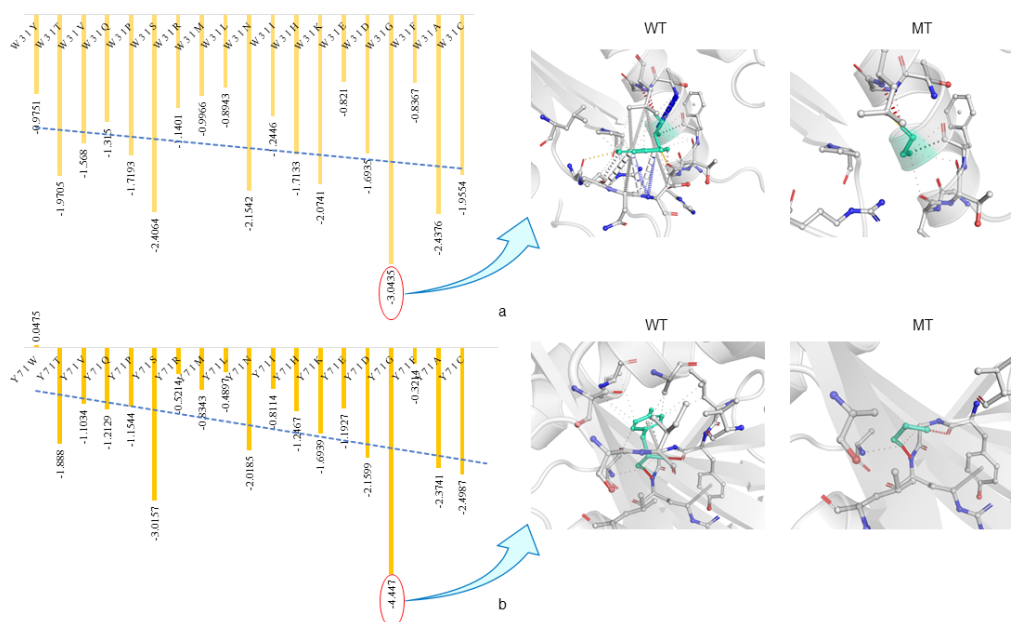 W31Y
W31T
W31V
W31Q
W31P
W31S
W31R
W31M
W31L
W31N
W31I
W31H
W31K
W31E
W31D
W31G
W31F
W31A
W31C
-0.9751
-1.9705
-1.568
-1.315
-1.7193
-2.4064
-1.1401
-0.9966
-0.8943
-2.1542
-1.2446
-1.7133
-2.0741
-0.821
-1.6935
-3.0435
-0.8367
-2.4376
-1.9554
WT
MT
a
Y71W
Y71T
Y71V
Y71Q
Y71P
Y71S
Y71R
Y71M
Y71L
Y71N
Y71I
Y71H
Y71K
Y71E
Y71D
Y71G
Y71F
Y71A
Y71C
0.0475
-1.888
-1.1034
-1.2129
-1.1544
-3.0157
-0.5214
-0.8343
-0.4897
-2.0185
-0.8114
-1.2467
-1.6939
-1.1927
-2.1599
-4.447
-0.3214
-2.3741
-2.4987
WT
MT
b